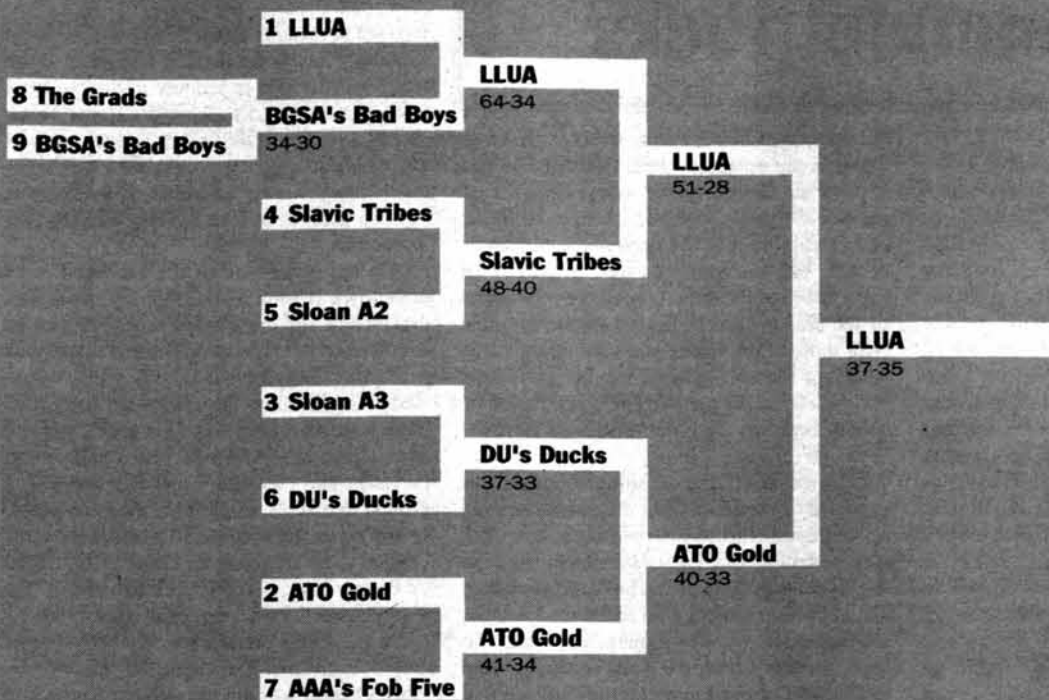 1 LLUA
8 The Grads
9 BGSA's Bad Boys
BGSA's Bad Boys
34-30
LLUA
64-34
4 Slavic Tribes
5 Sloan A2
Slavic Tribes
48-40
LLUA
51-28
3 Sloan A3
6 DU's Ducks
DU's Ducks
37-33
2 ATO Gold
7 AAA's Fob Five
ATO Gold
41-34
ATO Gold
40-33
LLUA
37-35